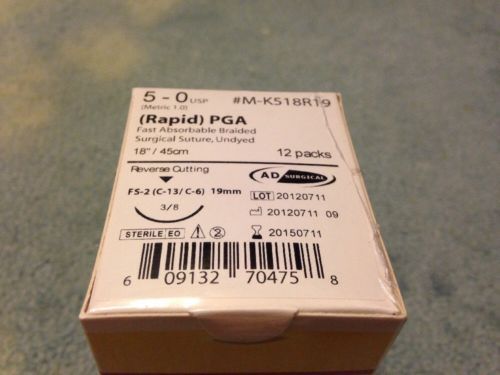 5 - 0 USP #M-K518R19
(Metric 1.0)
(Rapid) PGA
Fast Absorbable Braided
Surgical Suture, Undyed
18" / 45cm 12 packs
Reverse Cutting
AD SURGICAL
FS-2 (C-13/ C-6) 19mm
LOT 20120711
3/8
20120711 09
STERILE EO 2 20150711
6 09132 70475 8